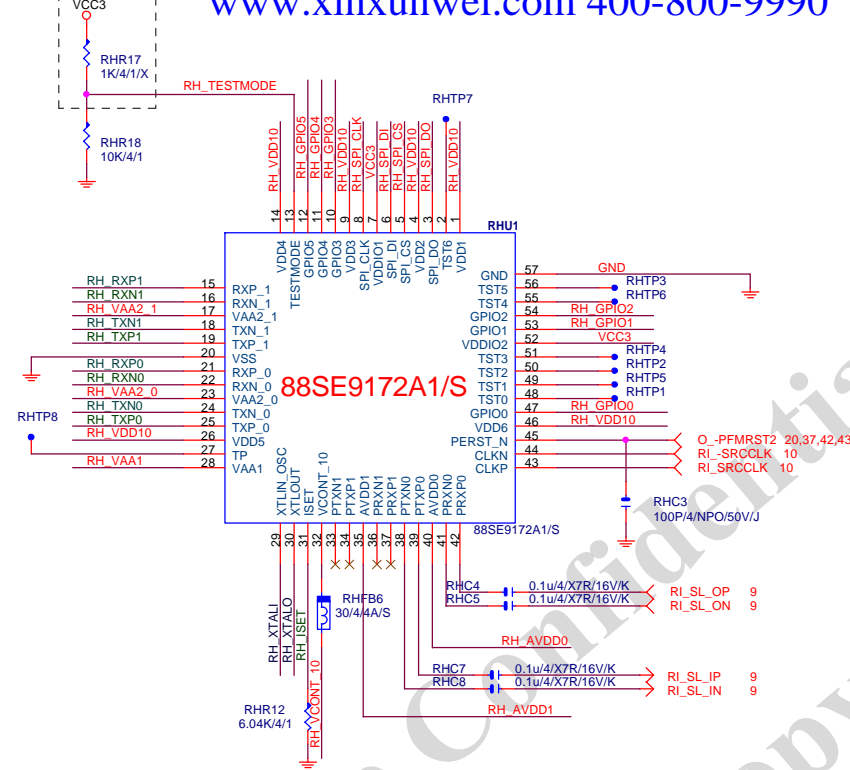 www.xinxunwei.com 400-800-9990
VCC3
RHR17
1K/4/1/X
RH_TESTMODE
RHR18
10K/4/1
RHTP7
RH_VDD10
RH_GPIO5
RH_GPIO4
RH_GPIO3
RH_VDD10
RH_SPI_CLK
VCC3
RH_SPI_DI
RH_SPI_CS
RH_VDD10
RH_SPI_DO
RH_VDD10
14 13 12 11 10 9 8 7 6 5 4 3 2 1
RHU1
VDD4
TESTMODE
GPIO5
GPIO4
GPIO3
VDD3
SPI_CLK
VDDIO1
SPI_DI
SPI_CS
VDD2
SPI_DO
TST6
VDD1
RH_RXP1 15 RXP_1
RH_RXN1 16 RXN_1
RH_VAA2_1 17 VAA2_1
RH_TXN1 18 TXN_1
RH_TXP1 19 TXP_1
20 VSS
RH_RXP0 21 RXP_0
RH_RXN0 22 RXN_0
RH_VAA2_0 23 VAA2_0
RH_TXN0 24 TXN_0
RH_TXP0 25 TXP_0
RH_VDD10 26 VDD5
RHTP8
27 TP
RH_VAA1 28 VAA1
88SE9172A1/S
GND 57 GND
TST5 56 RHTP3
TST4 55 RHTP6
GPIO2 54 RH_GPIO2
GPIO1 53 RH_GPIO1
VDDIO2 52 VCC3
TST3 51 RHTP4
TST2 50 RHTP2
TST1 49 RHTP5
TST0 48 RHTP1
GPIO0 47 RH_GPIO0
VDD6 46 RH_VDD10
PERST_N 45 O_-PFMRST2 20,37,42,43
CLKN 44 RI_-SRCCLK 10
CLKP 43 RI_SRCCLK 10
RHC3
100P/4/NPO/50V/J
XTLIN_OSC
XTLOUT
ISET
VCONT_10
PTXN1
PTXP1
AVDD1
PRXN1
PRXP1
PTXN0
PTXP0
AVDD0
PRXN0
PRXP0
88SE9172A1/S
29 30 31 32 33 34 35 36 37 38 39 40 41 42
RH_XTALI
RH_XTALO
RH_ISET
RHFB6
30/4/4A/S
RHR12
6.04K/4/1
RH_VCONT_10
RHC4 0.1u/4/X7R/16V/K RI_SL_OP 9
RHC5 0.1u/4/X7R/16V/K RI_SL_ON 9
RH_AVDD0
RHC7 0.1u/4/X7R/16V/K RI_SL_IP 9
RHC8 0.1u/4/X7R/16V/K RI_SL_IN 9
RH_AVDD1